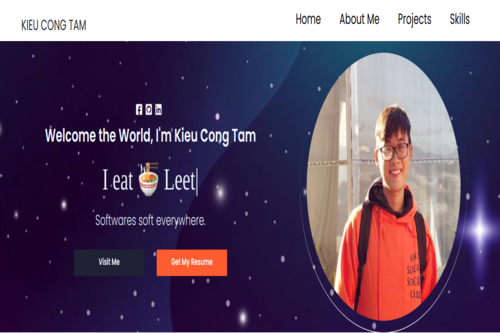 KIEU CONG TAM
Home About Me Projects Skills
Welcome the World, I'm Kieu Cong Tam
I eat 🍜 Leet|
Softwares soft everywhere.
Visit Me Get My Resume